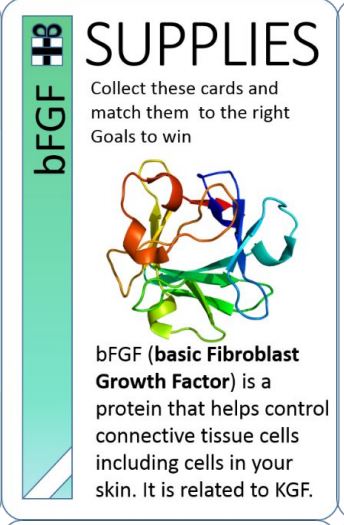 bFGF
SUPPLIES
Collect these cards and
match them to the right
Goals to win
bFGF (basic Fibroblast
Growth Factor) is a
protein that helps control
connective tissue cells
including cells in your
skin. It is related to KGF.